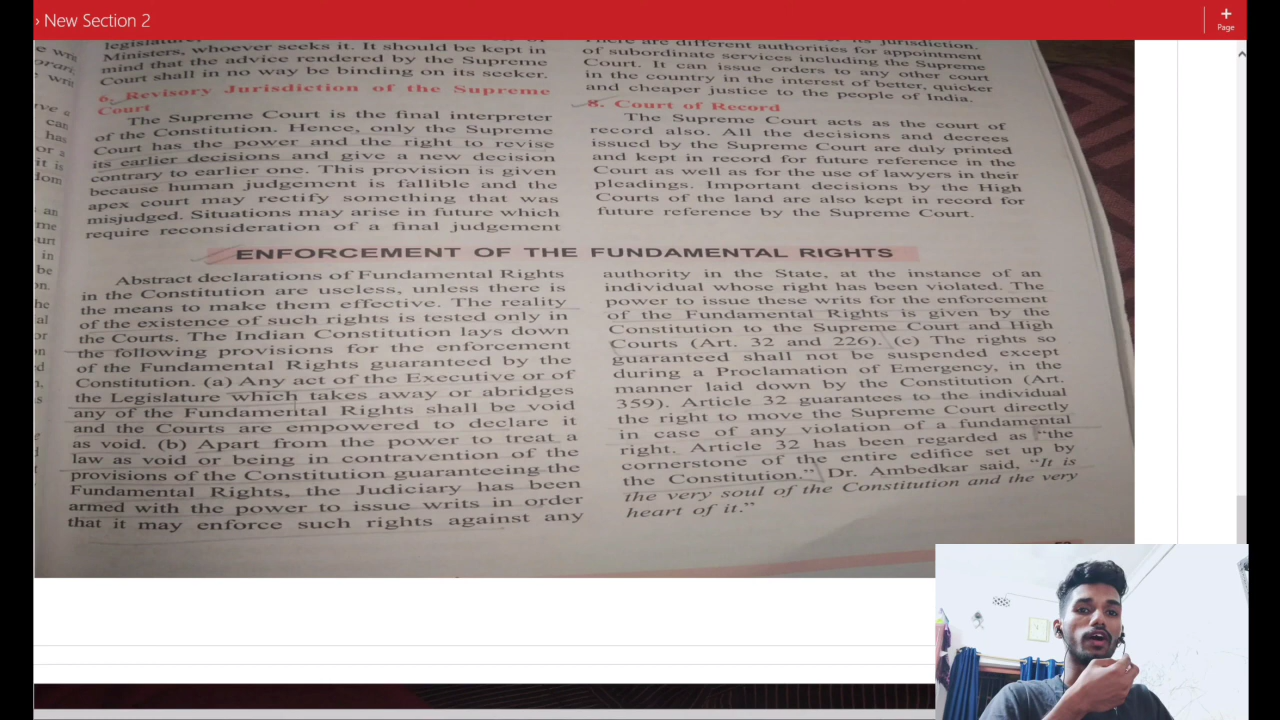 › New Section 2
+
Page
legislature,
Ministers, whoever seeks it. It should be kept in
mind that the advice rendered by the Supreme
Court shall in no way be binding on its seeker.
6. Revisory Jurisdiction of the Supreme
Court
The Supreme Court is the final interpreter
of the Constitution. Hence, only the Supreme
Court has the power and the right to revise
its earlier decisions and give a new decision
contrary to earlier one. This provision is given
because human judgement is fallible and the
apex court may rectify something that was
misjudged. Situations may arise in future which
require reconsideration of a final judgement
There are different authorities for appointment
of subordinate services including the Supreme
Court. It can issue orders to any other court
in the country in the interest of better, quicker
and cheaper justice to the people of India.
8. Court of Record
The Supreme Court acts as the court of
record also. All the decisions and decrees
issued by the Supreme Court are duly printed
and kept in record for future reference in the
Court as well as for the use of lawyers in their
pleadings. Important decisions by the High
Courts of the land are also kept in record for
future reference by the Supreme Court.
ENFORCEMENT OF THE FUNDAMENTAL RIGHTS
Abstract declarations of Fundamental Rights
in the Constitution are useless, unless there is
the means to make them effective. The reality
of the existence of such rights is tested only in
the Courts. The Indian Constitution lays down
the following provisions for the enforcement
of the Fundamental Rights guaranteed by the
Constitution. (a) Any act of the Executive or of
the Legislature which takes away or abridges
any of the Fundamental Rights shall be void
and the Courts are empowered to declare it
as void. (b) Apart from the power to treat a
law as void or being in contravention of the
provisions of the Constitution guaranteeing the
Fundamental Rights, the Judiciary has been
armed with the power to issue writs in order
that it may enforce such rights against any
authority in the State, at the instance of an
individual whose right has been violated. The
power to issue these writs for the enforcement
of the Fundamental Rights is given by the
Constitution to the Supreme Court and High
Courts (Art. 32 and 226). (c) The rights so
guaranteed shall not be suspended except
during a Proclamation of Emergency, in the
manner laid down by the Constitution (Art.
359). Article 32 guarantees to the individual
the right to move the Supreme Court directly
in case of any violation of a fundamental
right. Article 32 has been regarded as "the
cornerstone of the entire edifice set up by
the Constitution." Dr. Ambedkar said, "It is
the very soul of the Constitution and the very
heart of it."